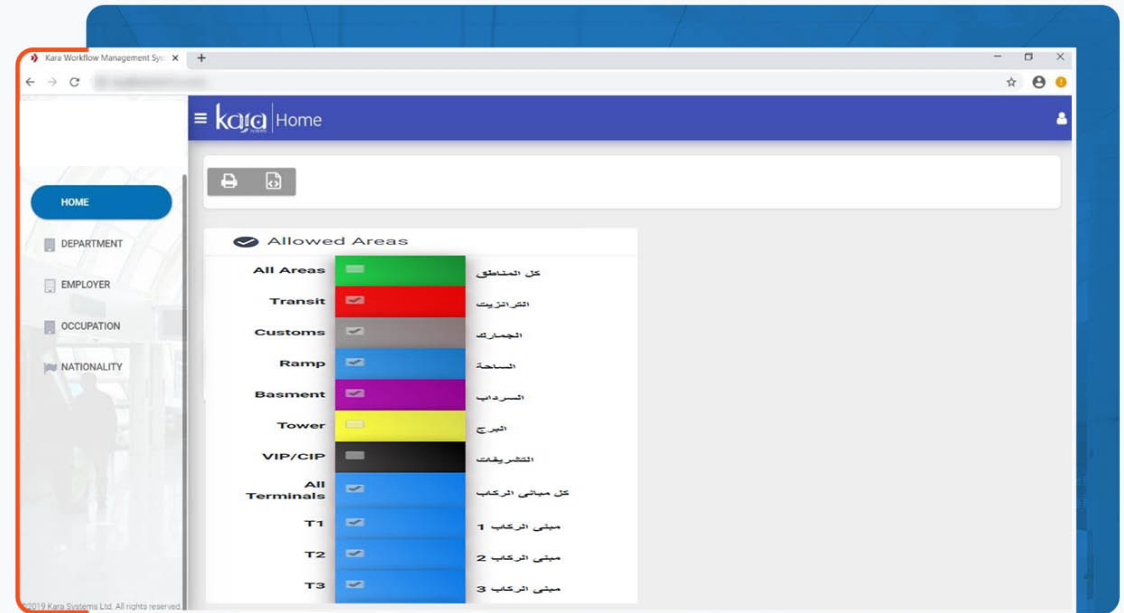 Kara Workflow Management Sys
kara Home
systems
HOME
DEPARTMENT
EMPLOYER
OCCUPATION
NATIONALITY
Allowed Areas
All Areas كل المناطق
Transit الترانزيت
Customs الجمارك
Ramp الساحة
Basment السرداب
Tower البرج
VIP/CIP التشريفات
All Terminals كل مباني الركاب
T1 مبنى الركاب 1
T2 مبنى الركاب 2
T3 مبنى الركاب 3
©2019 Kara Systems Ltd. All rights reserved.